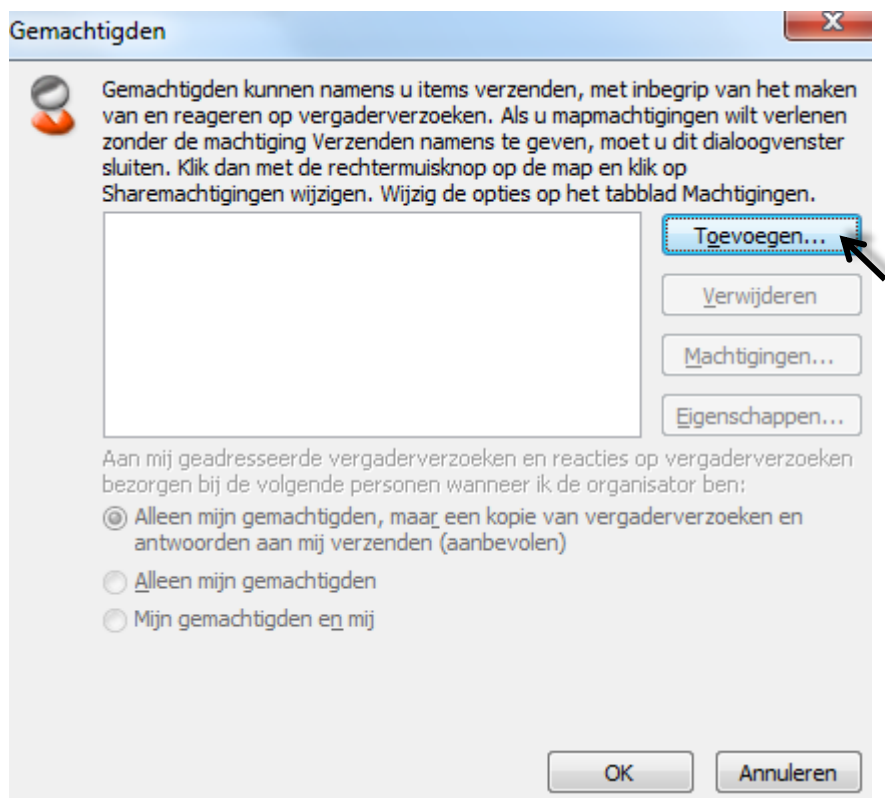 Gemachtigden
Gemachtigden kunnen namens u items verzenden, met inbegrip van het maken
van en reageren op vergaderverzoeken. Als u mapmachtigingen wilt verlenen
zonder de machtiging Verzenden namens te geven, moet u dit dialoogvenster
sluiten. Klik dan met de rechtermuisknop op de map en klik op
Sharemachtigingen wijzigen. Wijzig de opties op het tabblad Machtigingen.
Toevoegen...
Verwijderen
Machtigingen...
Eigenschappen...
Aan mij geadresseerde vergaderverzoeken en reacties op vergaderverzoeken
bezorgen bij de volgende personen wanneer ik de organisator ben:
Alleen mijn gemachtigden, maar een kopie van vergaderverzoeken en
antwoorden aan mij verzenden (aanbevolen)
Alleen mijn gemachtigden
Mijn gemachtigden en mij
OK
Annuleren